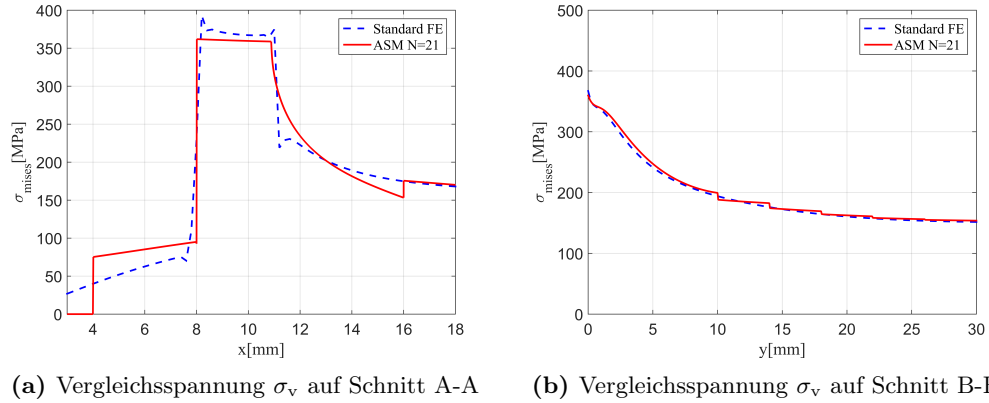 400
350
300
250
200
150
100
50
0
σmises[MPa]
Standard FE
ASM N=21
4 6 8 10 12 14 16 18
x[mm]
(a) Vergleichsspannung σv auf Schnitt A-A
500
400
300
200
100
0
σmises[MPa]
Standard FE
ASM N=21
0 5 10 15 20 25 30
y[mm]
(b) Vergleichsspannung σv auf Schnitt B-